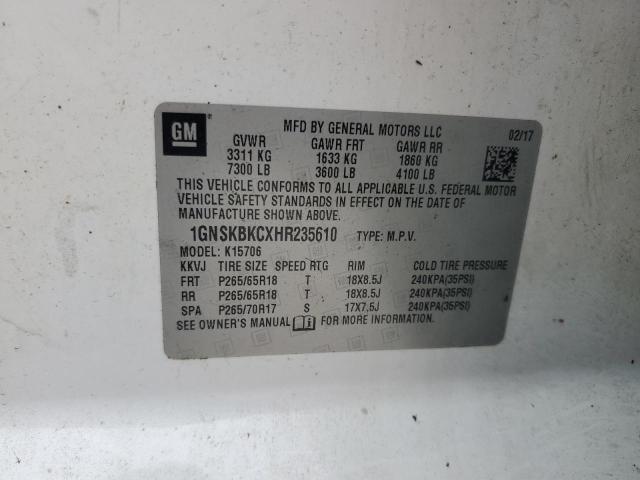 GM
MFD BY GENERAL MOTORS LLC 02/17
GVWR GAWR FRT GAWR RR
3311 KG 1633 KG 1860 KG
7300 LB 3600 LB 4100 LB
THIS VEHICLE CONFORMS TO ALL APPLICABLE U.S. FEDERAL MOTOR
VEHICLE SAFETY STANDARDS IN EFFECT ON THE DATE OF
MANUFACTURE SHOWN ABOVE.
1GNSKBKCXHR235610 TYPE: M.P.V.
MODEL: K15706
KKVJ TIRE SIZE SPEED RTG RIM COLD TIRE PRESSURE
FRT P265/65R18 T 18X8.5J 240KPA(35PSI)
RR P265/65R18 T 18X8.5J 240KPA(35PSI)
SPA P265/70R17 S 17X7.5J 240KPA(35PSI)
SEE OWNER'S MANUAL FOR MORE INFORMATION.